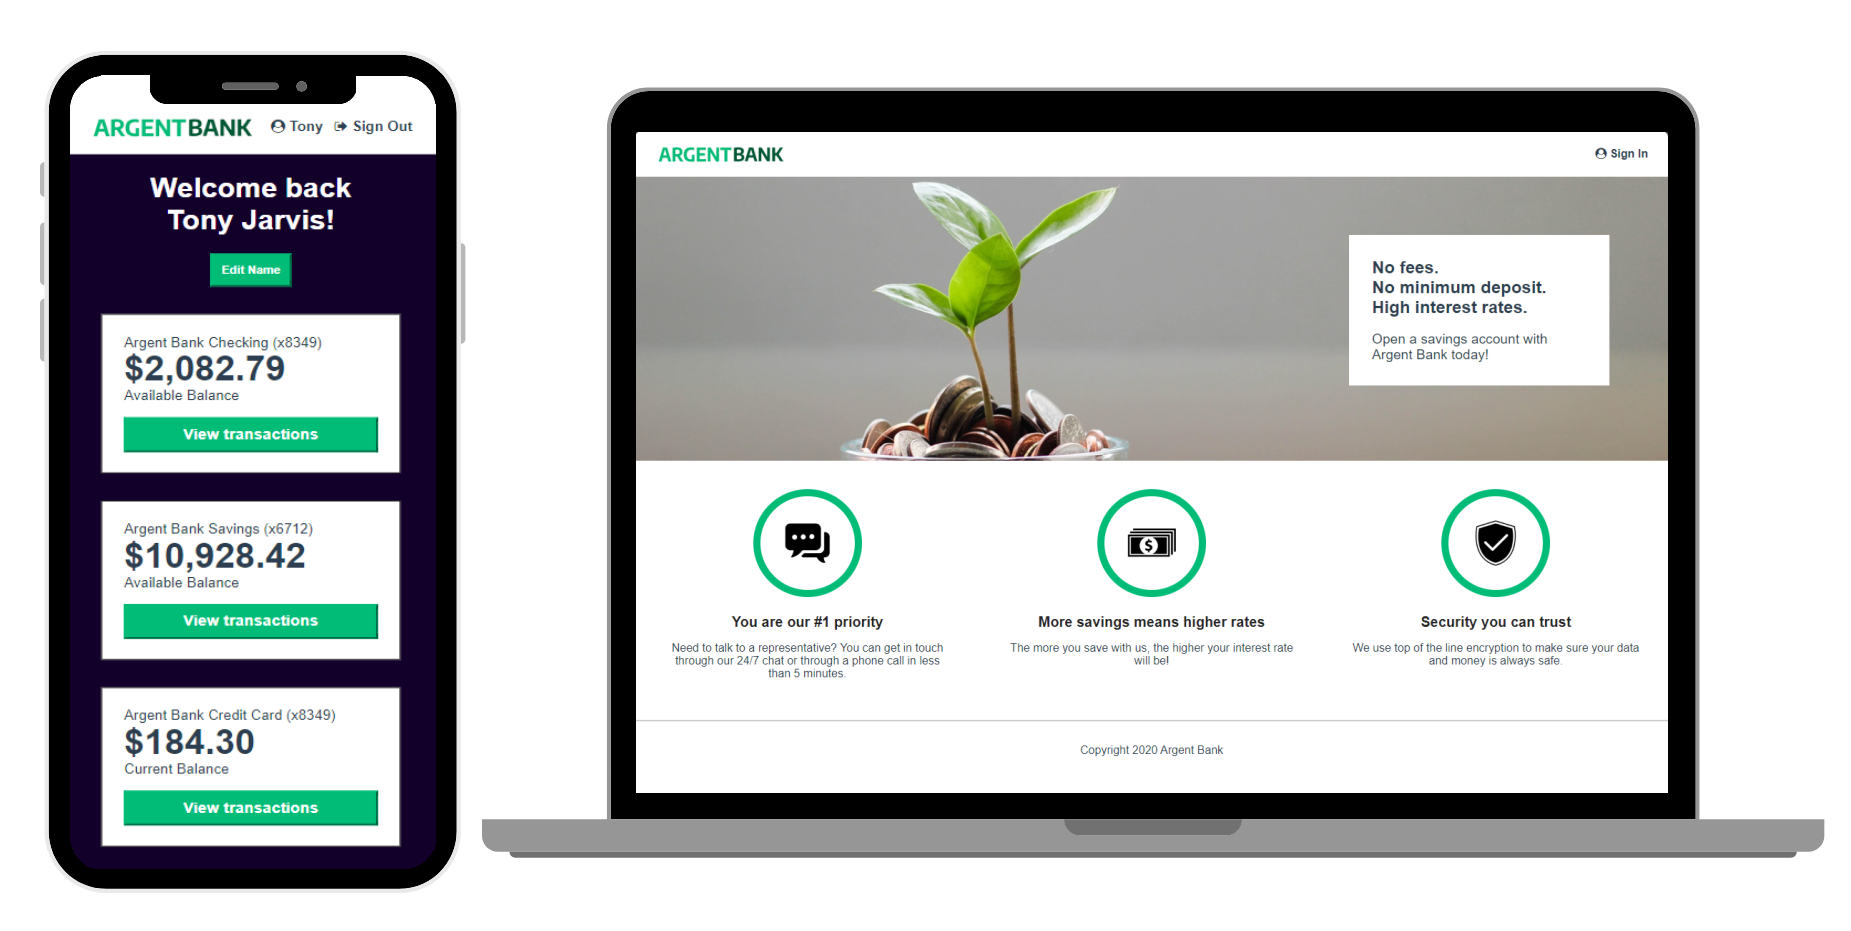 ARGENTBANK
Tony
Sign Out
Welcome back
Tony Jarvis!
Edit Name
Argent Bank Checking (x8349)
$2,082.79
Available Balance
View transactions
Argent Bank Savings (x6712)
$10,928.42
Available Balance
View transactions
Argent Bank Credit Card (x8349)
$184.30
Current Balance
View transactions
ARGENTBANK
Sign In
No fees.
No minimum deposit.
High interest rates.
Open a savings account with
Argent Bank today!
$
You are our #1 priority
Need to talk to a representative? You can get in touch
through our 24/7 chat or through a phone call in less
than 5 minutes.
More savings means higher rates
The more you save with us, the higher your interest rate
will be!
Security you can trust
We use top of the line encryption to make sure your data
and money is always safe.
Copyright 2020 Argent Bank